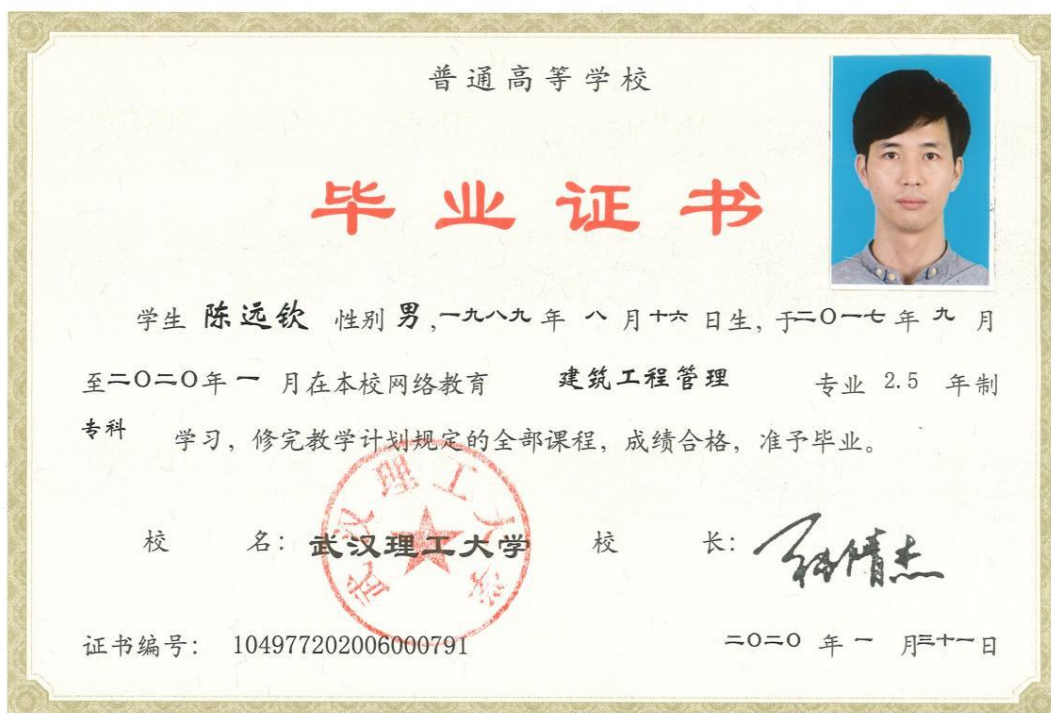 普通高等学校
毕业证书
学生 陈远钦 性别 男,一九八九 年 八 月十六 日生, 于二〇一七年 九 月
至二〇二〇年 一 月在本校网络教育 建筑工程管理 专业 2.5 年制
专科 学习, 修完教学计划规定的全部课程, 成绩合格, 准予毕业。
武汉理工大学
校 名: 武汉理工大学 校 长:
证书编号: 104977202006000791 二〇二〇 年 一 月三十一日